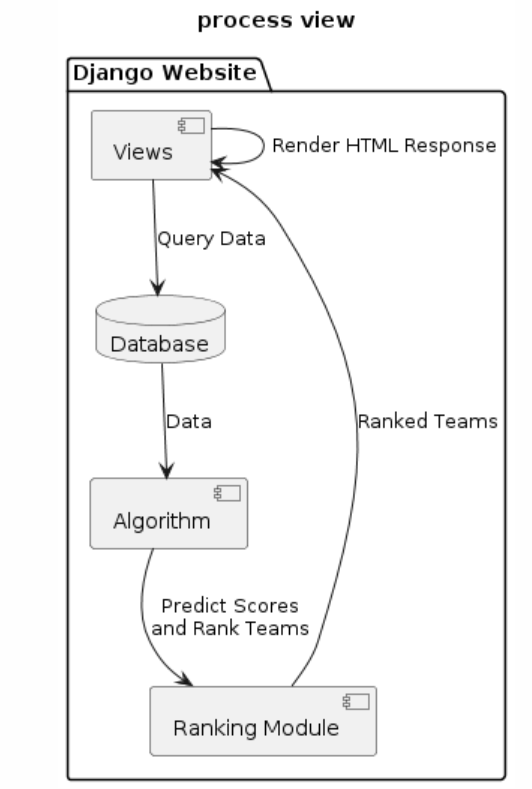 process view
Django Website
Views
Render HTML Response
Query Data
Database
Data
Ranked Teams
Algorithm
Predict Scores
and Rank Teams
Ranking Module